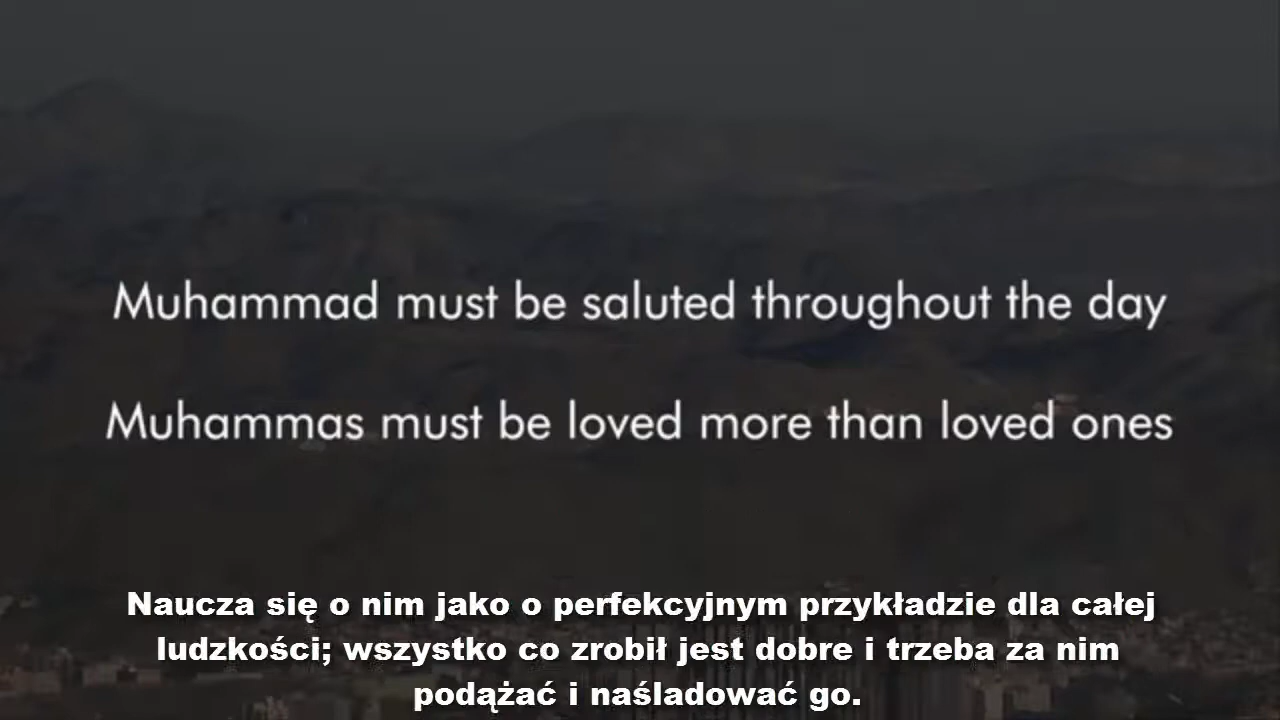 Muhammad must be saluted throughout the day
Muhammas must be loved more than loved ones
Naucza się o nim jako o perfekcyjnym przykładzie dla całej
ludzkości; wszystko co zrobił jest dobre i trzeba za nim
podążać i naśladować go.